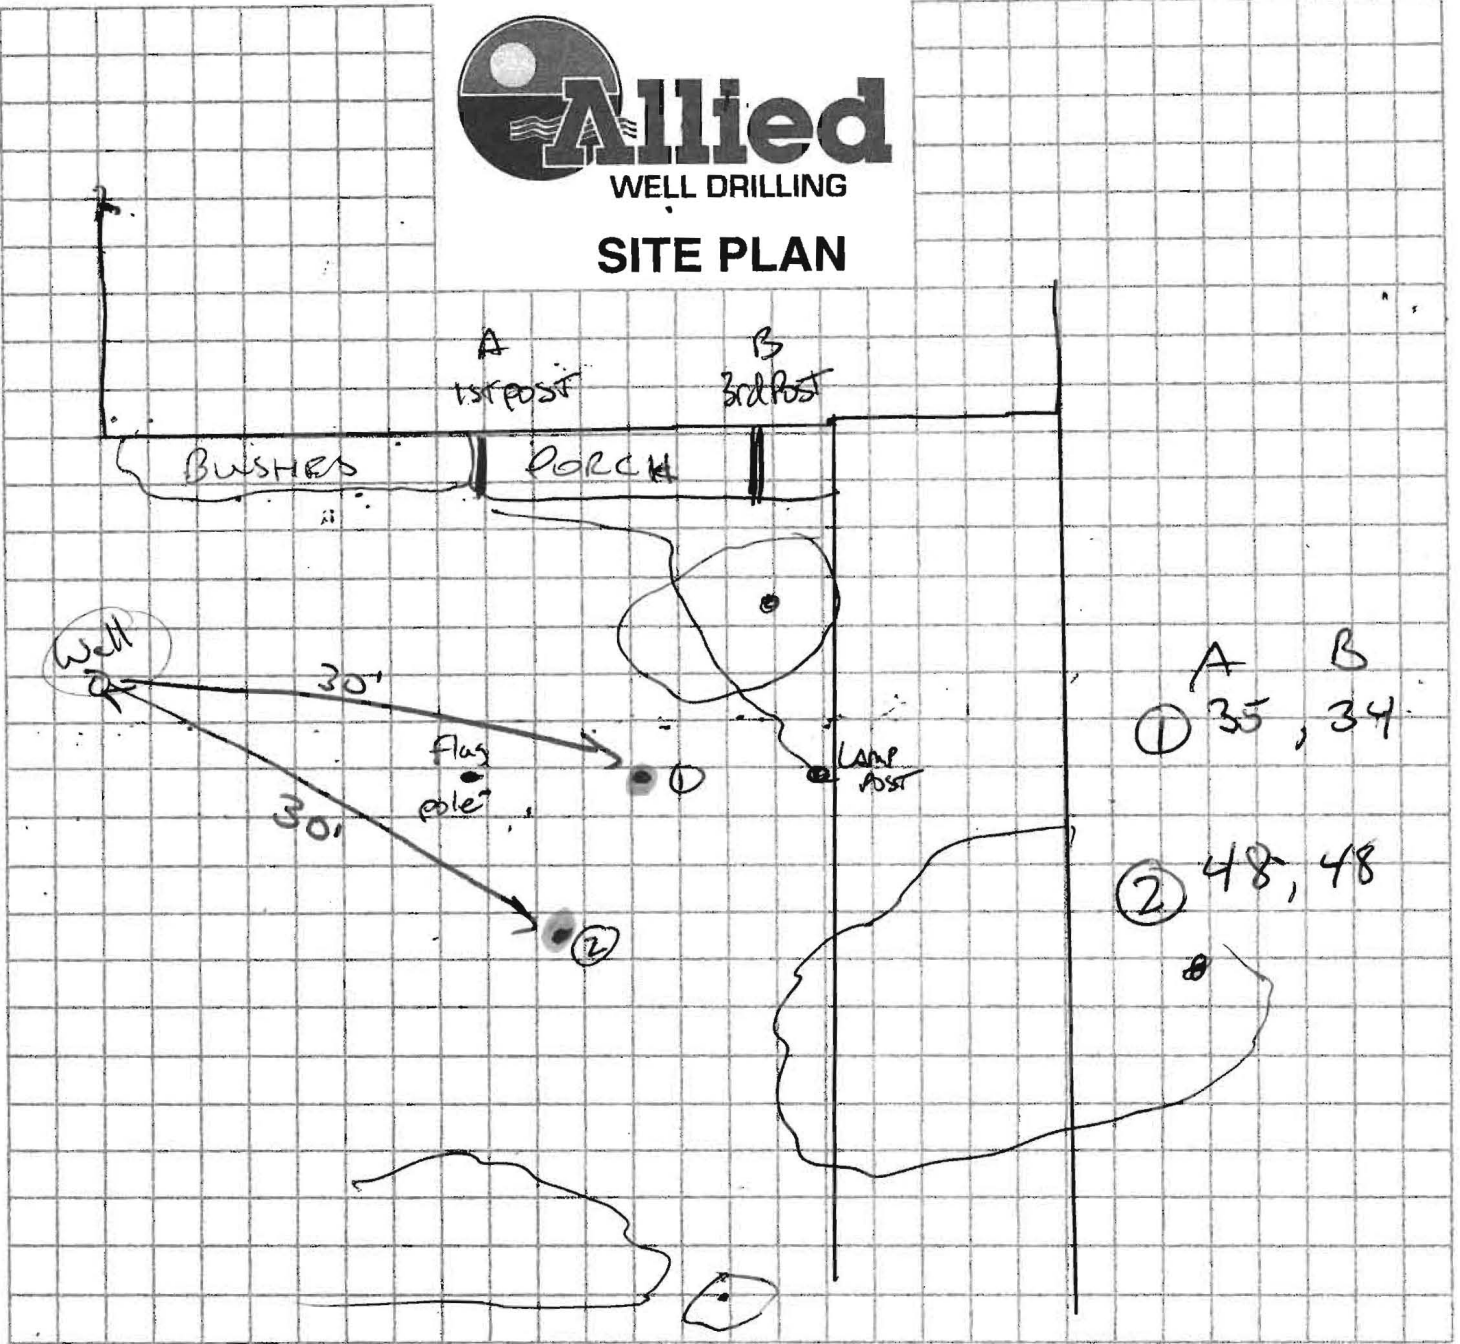 Allied
WELL DRILLING
SITE PLAN
A
1st post
B
3rd Post
BUSHES
PORCH
Well
30'
Flag
pole
30'
①
Lamp
Post
②
A B
① 35, 34
② 48, 48